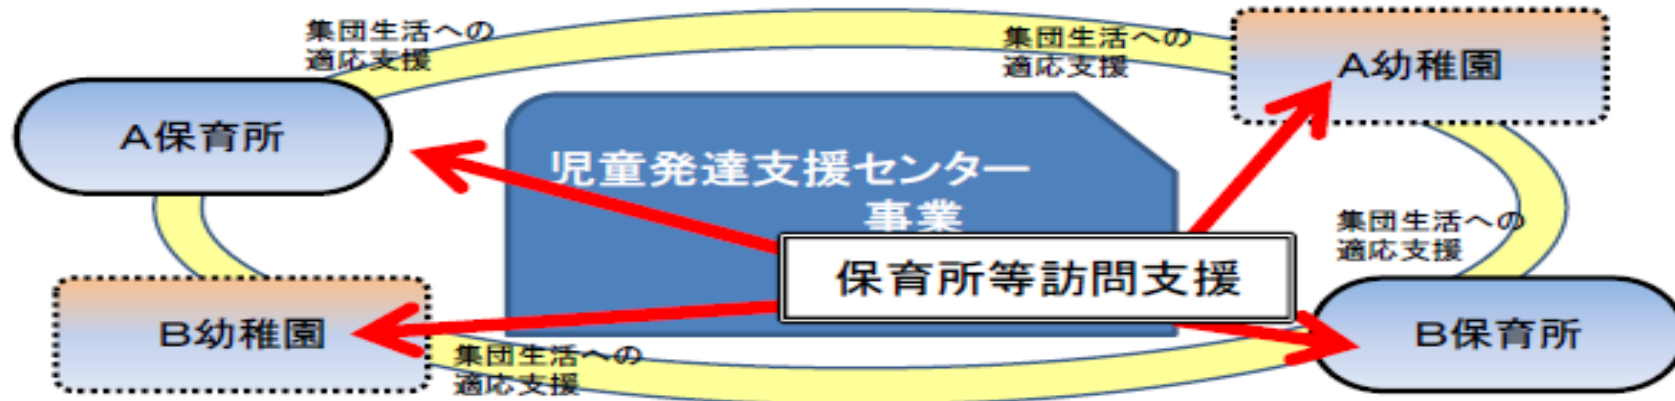 集団生活への
適応支援
集団生活への
適応支援
A幼稚園
A保育所
児童発達支援センター
事業
集団生活への
適応支援
保育所等訪問支援
B幼稚園
B保育所
集団生活への
適応支援